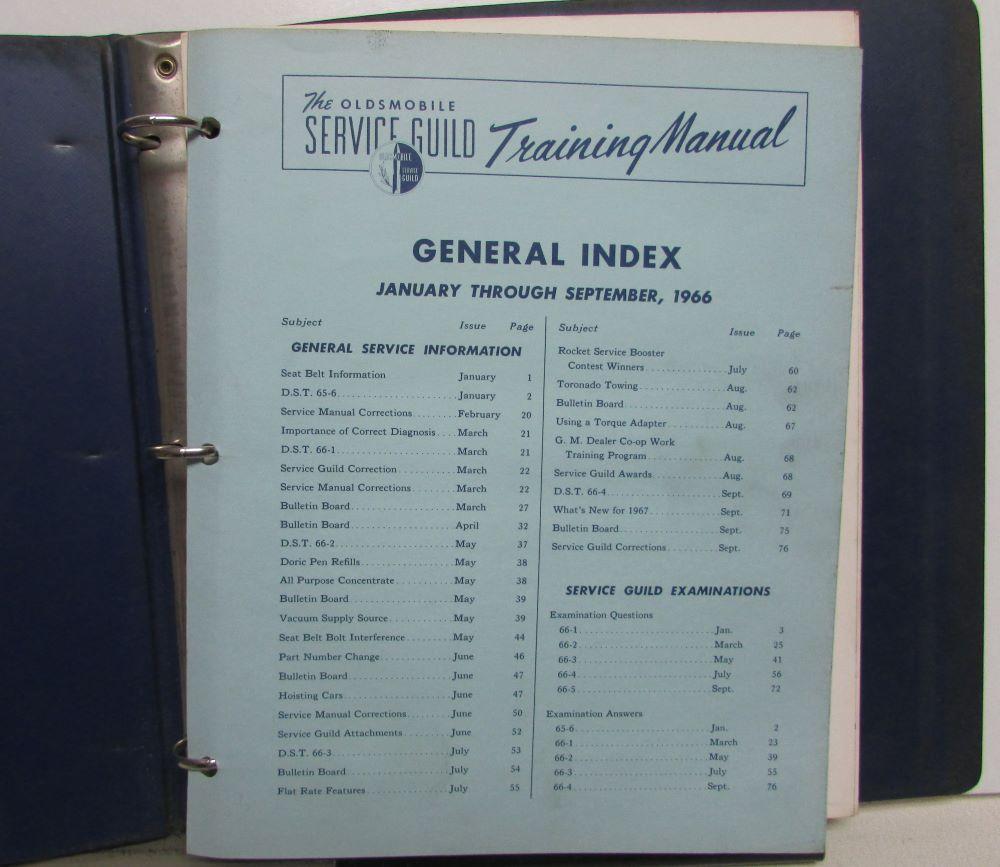 The OLDSMOBILE
SERVICE GUILD Training Manual
OLDSMOBILE
SERVICE
GUILD
GENERAL INDEX
JANUARY THROUGH SEPTEMBER, 1966
Subject Issue Page
GENERAL SERVICE INFORMATION
Seat Belt Information January 1
D.S.T. 65-6 January 2
Service Manual Corrections February 20
Importance of Correct Diagnosis March 21
D.S.T. 66-1 March 21
Service Guild Correction March 22
Service Manual Corrections March 22
Bulletin Board March 27
Bulletin Board April 32
D.S.T. 66-2 May 37
Doric Pen Refills May 38
All Purpose Concentrate May 38
Bulletin Board May 39
Vacuum Supply Source May 39
Seat Belt Bolt Interference May 44
Part Number Change June 46
Bulletin Board June 47
Hoisting Cars June 47
Service Manual Corrections June 50
Service Guild Attachments June 52
D.S.T. 66-3 July 53
Bulletin Board July 54
Flat Rate Features July 55
Subject Issue Page
Rocket Service Booster
Contest Winners July 60
Toronado Towing Aug. 62
Bulletin Board Aug. 62
Using a Torque Adapter Aug. 67
G. M. Dealer Co-op Work
Training Program Aug. 68
Service Guild Awards Aug. 68
D.S.T. 66-4 Sept. 69
What's New for 1967 Sept. 71
Bulletin Board Sept. 75
Service Guild Corrections Sept. 76
SERVICE GUILD EXAMINATIONS
Examination Questions
66-1 Jan. 3
66-2 March 25
66-3 May 41
66-4 July 56
66-5 Sept. 72
Examination Answers
65-6 Jan. 2
66-1 March 23
66-2 May 39
66-3 July 55
66-4 Sept. 76